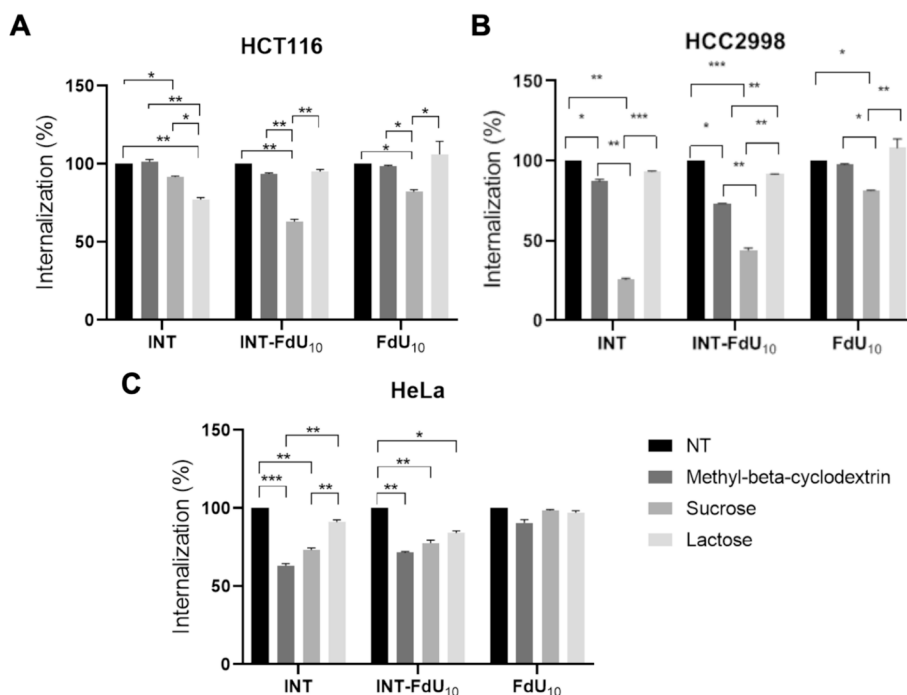 A
HCT116
Internalization (%)
150
100
50
0
* ** * **
** ** **
* * *
INT
INT-FdU₁₀
FdU₁₀
B
HCC2998
Internalization (%)
150
100
50
0
** * ** ***
*** ** * ** **
* ** *
INT
INT-FdU₁₀
FdU₁₀
C
HeLa
Internalization (%)
150
100
50
0
** ** *** **
* ** **
INT
INT-FdU₁₀
FdU₁₀
NT
Methyl-beta-cyclodextrin
Sucrose
Lactose